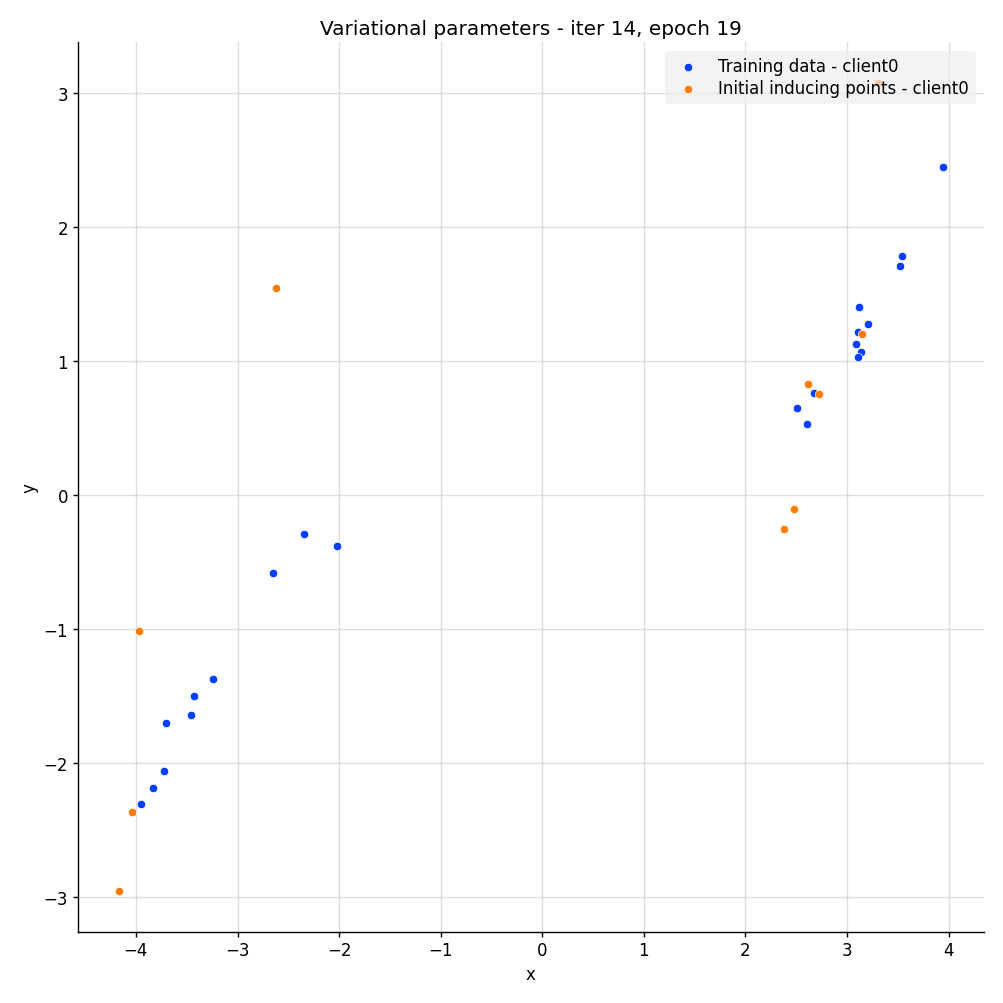 Variational parameters - iter 14, epoch 19
Training data - client0
Initial inducing points - client0
3
2
1
0
−1
−2
−3
y
−4 −3 −2 −1 0 1 2 3 4
x